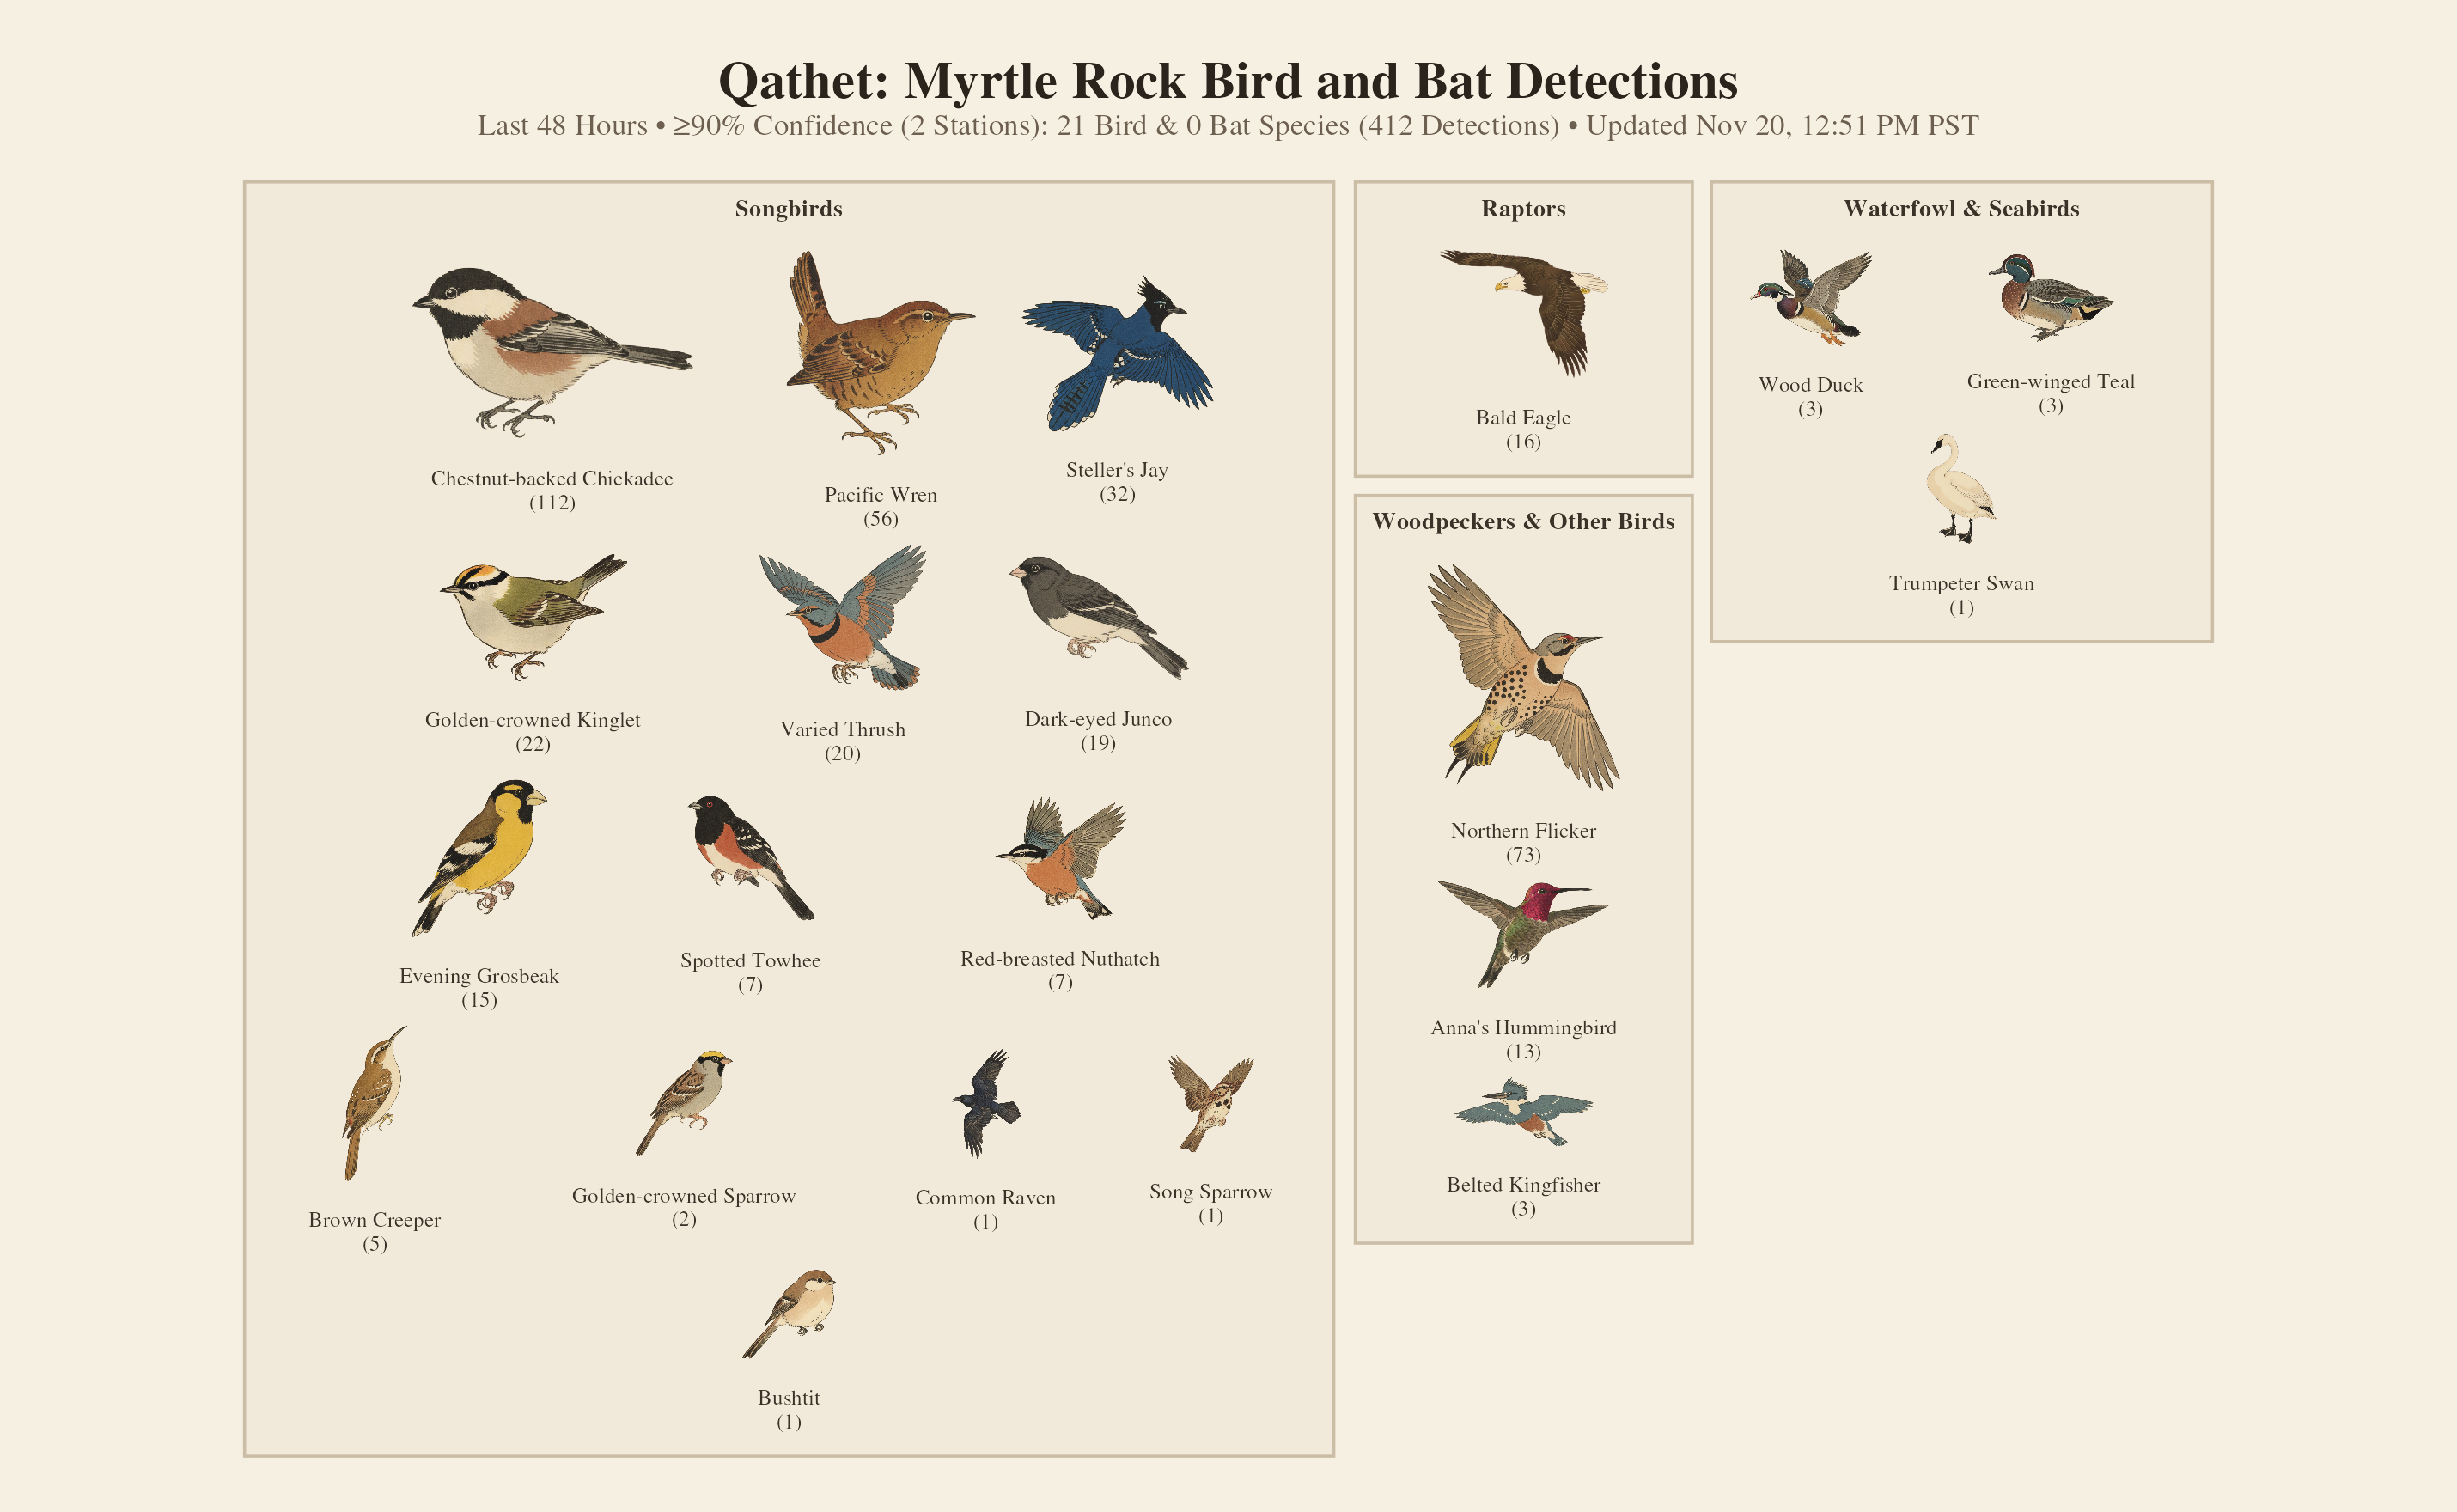 Qathet: Myrtle Rock Bird and Bat Detections
Last 48 Hours • ≥90% Confidence (2 Stations): 21 Bird & 0 Bat Species (412 Detections) • Updated Nov 20, 12:51 PM PST
Songbirds
Chestnut-backed Chickadee
(112)
Pacific Wren
(56)
Steller's Jay
(32)
Golden-crowned Kinglet
(22)
Varied Thrush
(20)
Dark-eyed Junco
(19)
Evening Grosbeak
(15)
Spotted Towhee
(7)
Red-breasted Nuthatch
(7)
Brown Creeper
(5)
Golden-crowned Sparrow
(2)
Common Raven
(1)
Song Sparrow
(1)
Bushtit
(1)
Raptors
Bald Eagle
(16)
Woodpeckers & Other Birds
Northern Flicker
(73)
Anna's Hummingbird
(13)
Belted Kingfisher
(3)
Waterfowl & Seabirds
Wood Duck
(3)
Green-winged Teal
(3)
Trumpeter Swan
(1)